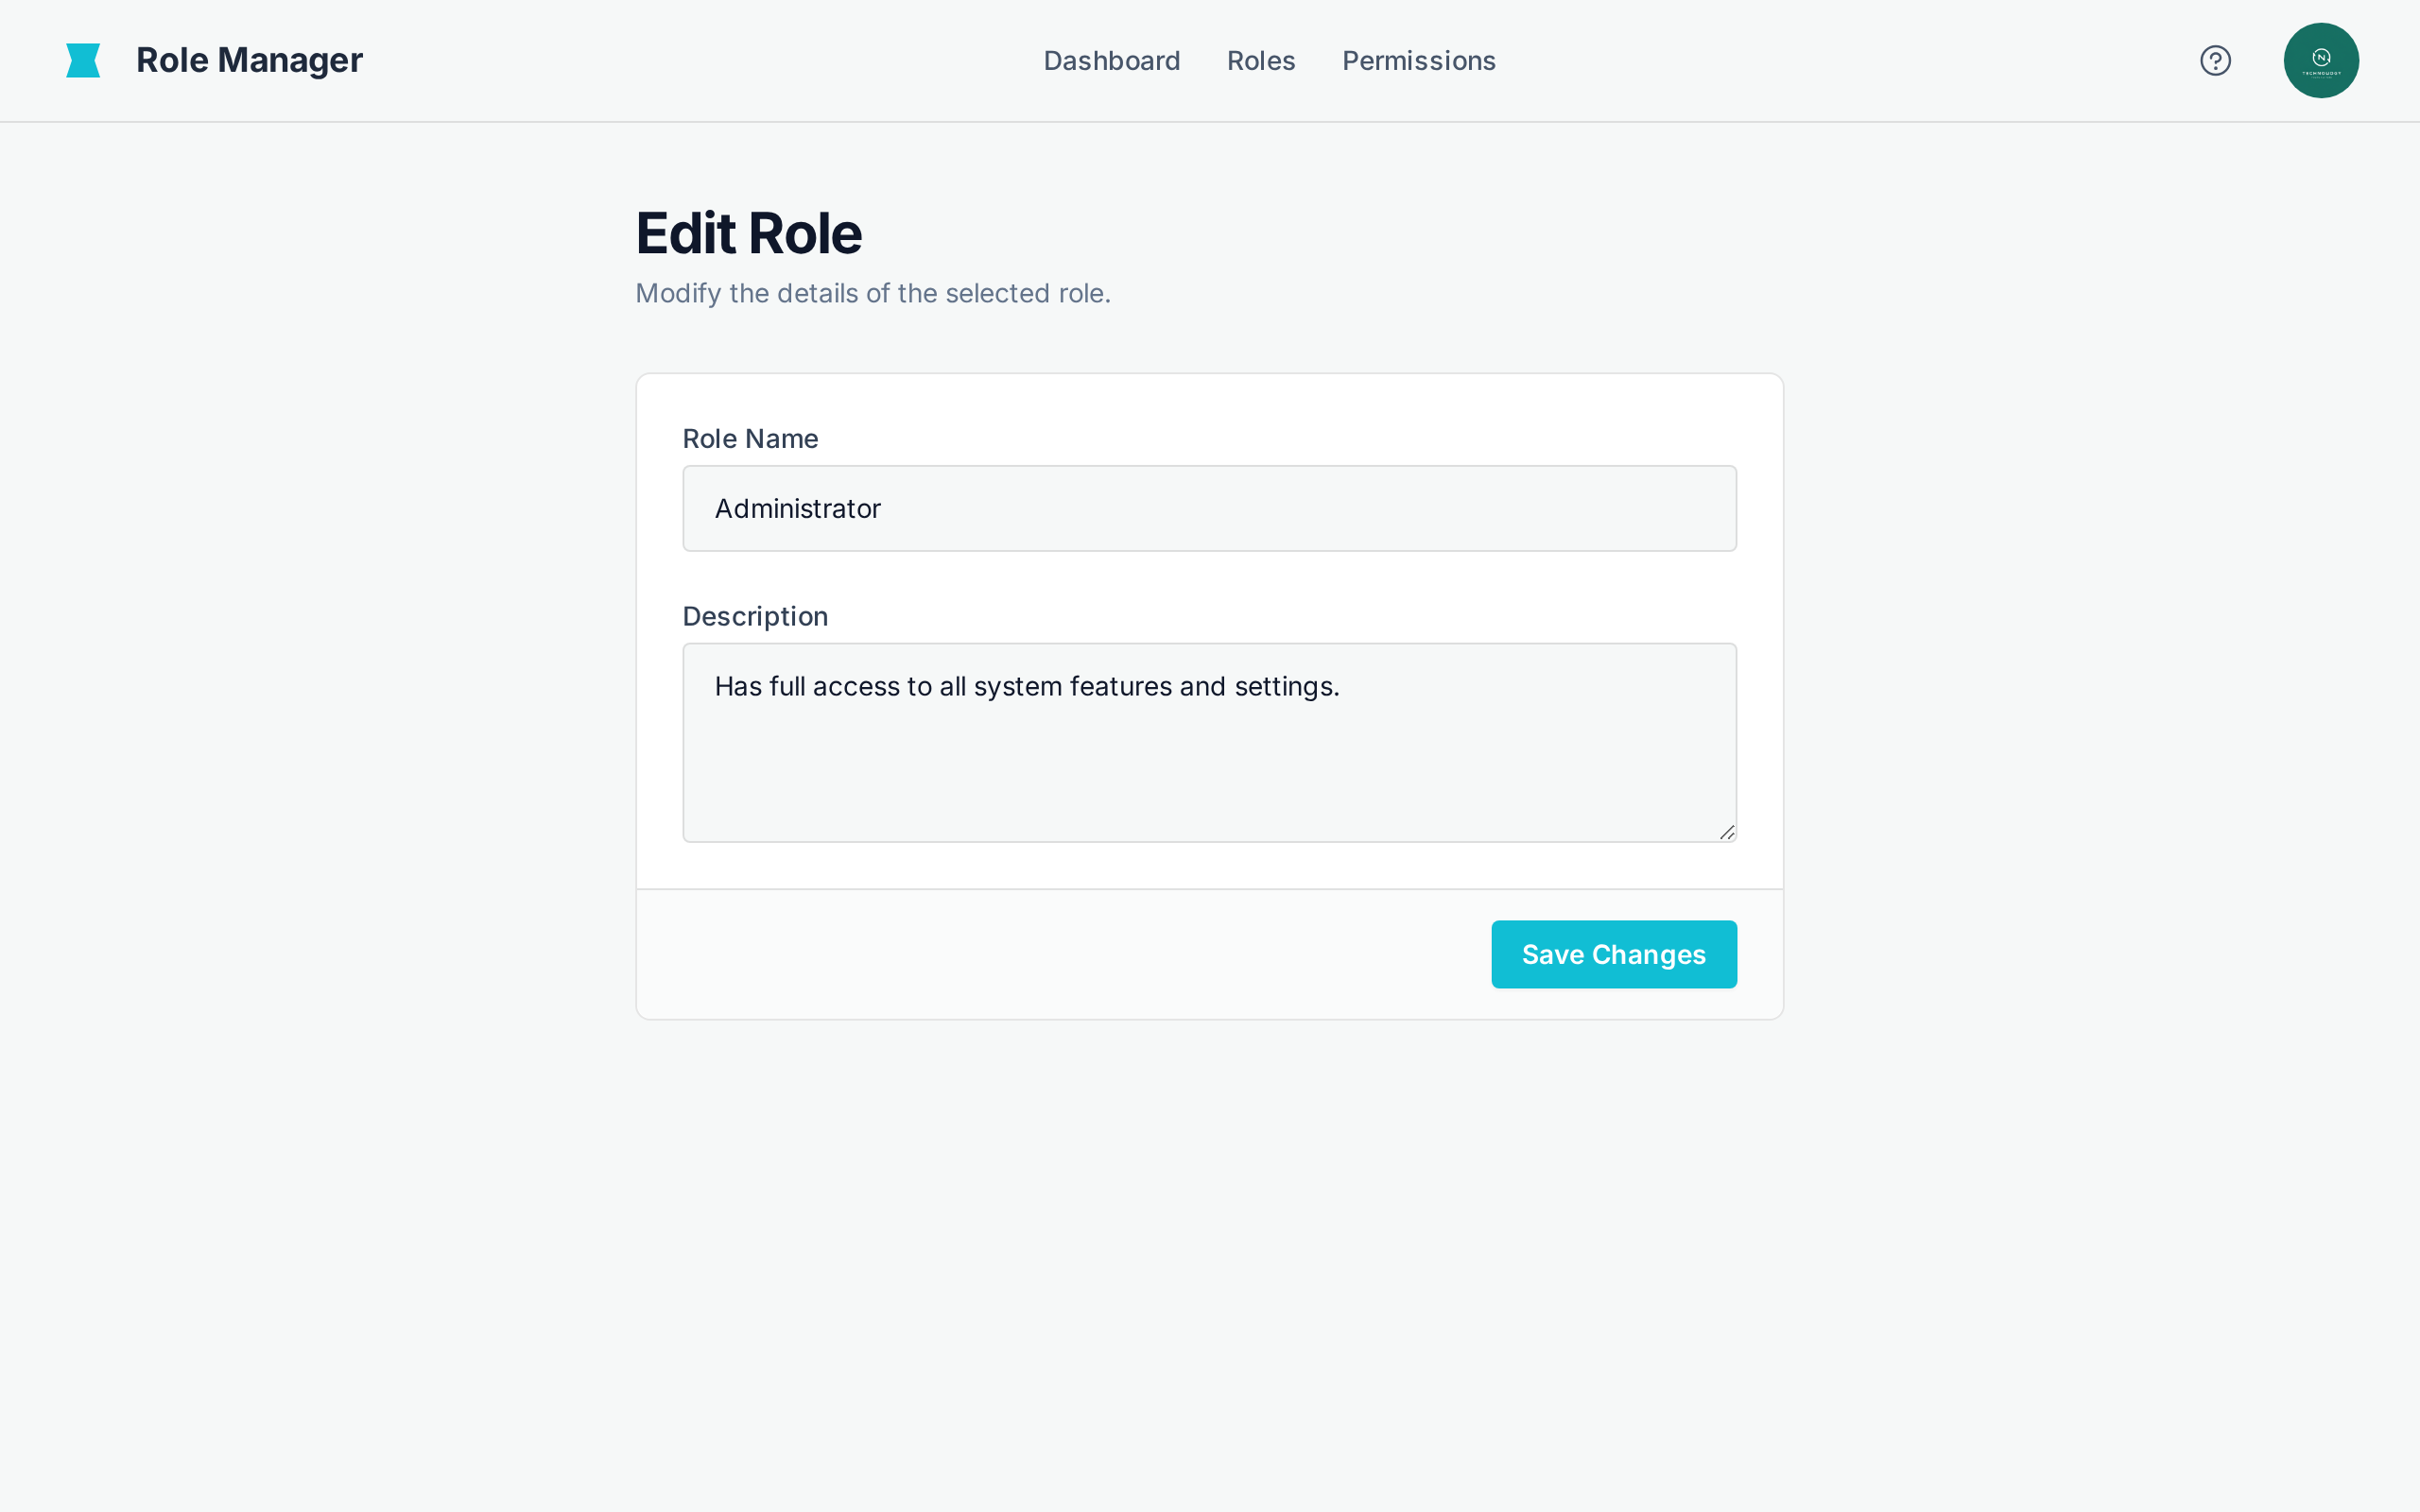 Role Manager
Dashboard
Roles
Permissions
N
TECHNOLOGY
Edit Role
Modify the details of the selected role.
Role Name
Administrator
Description
Has full access to all system features and settings.
Save Changes